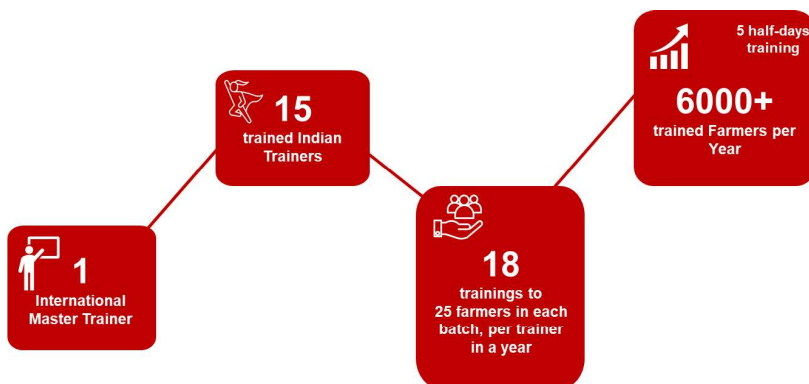 1
International
Master Trainer
15
trained Indian
Trainers
18
trainings to
25 farmers in each
batch, per trainer
in a year
5 half-days
training
6000+
trained Farmers per
Year